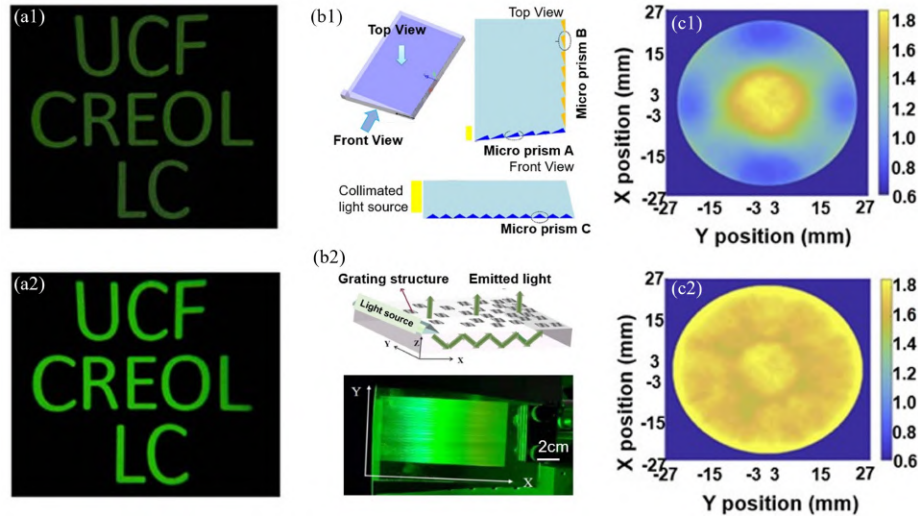 (a1)
UCF
CREOL
LC
(a2)
UCF
CREOL
LC
(b1)
Top View
Front View
Top View
Micro prism B
Micro prism A
Front View
Collimated
light source
Micro prism C
(b2)
Grating structure
Emitted light
Light source
Z
Y
X
Y
X
2cm
(c1)
27
15
3
-3
-15
-27
X position (mm)
-27 -15 -3 3 15 27
Y position (mm)
1.8
1.6
1.4
1.2
1.0
0.8
0.6
(c2)
27
15
3
-3
-15
-27
X position (mm)
-27 -15 -3 3 15 27
Y position (mm)
1.8
1.6
1.4
1.2
1.0
0.8
0.6